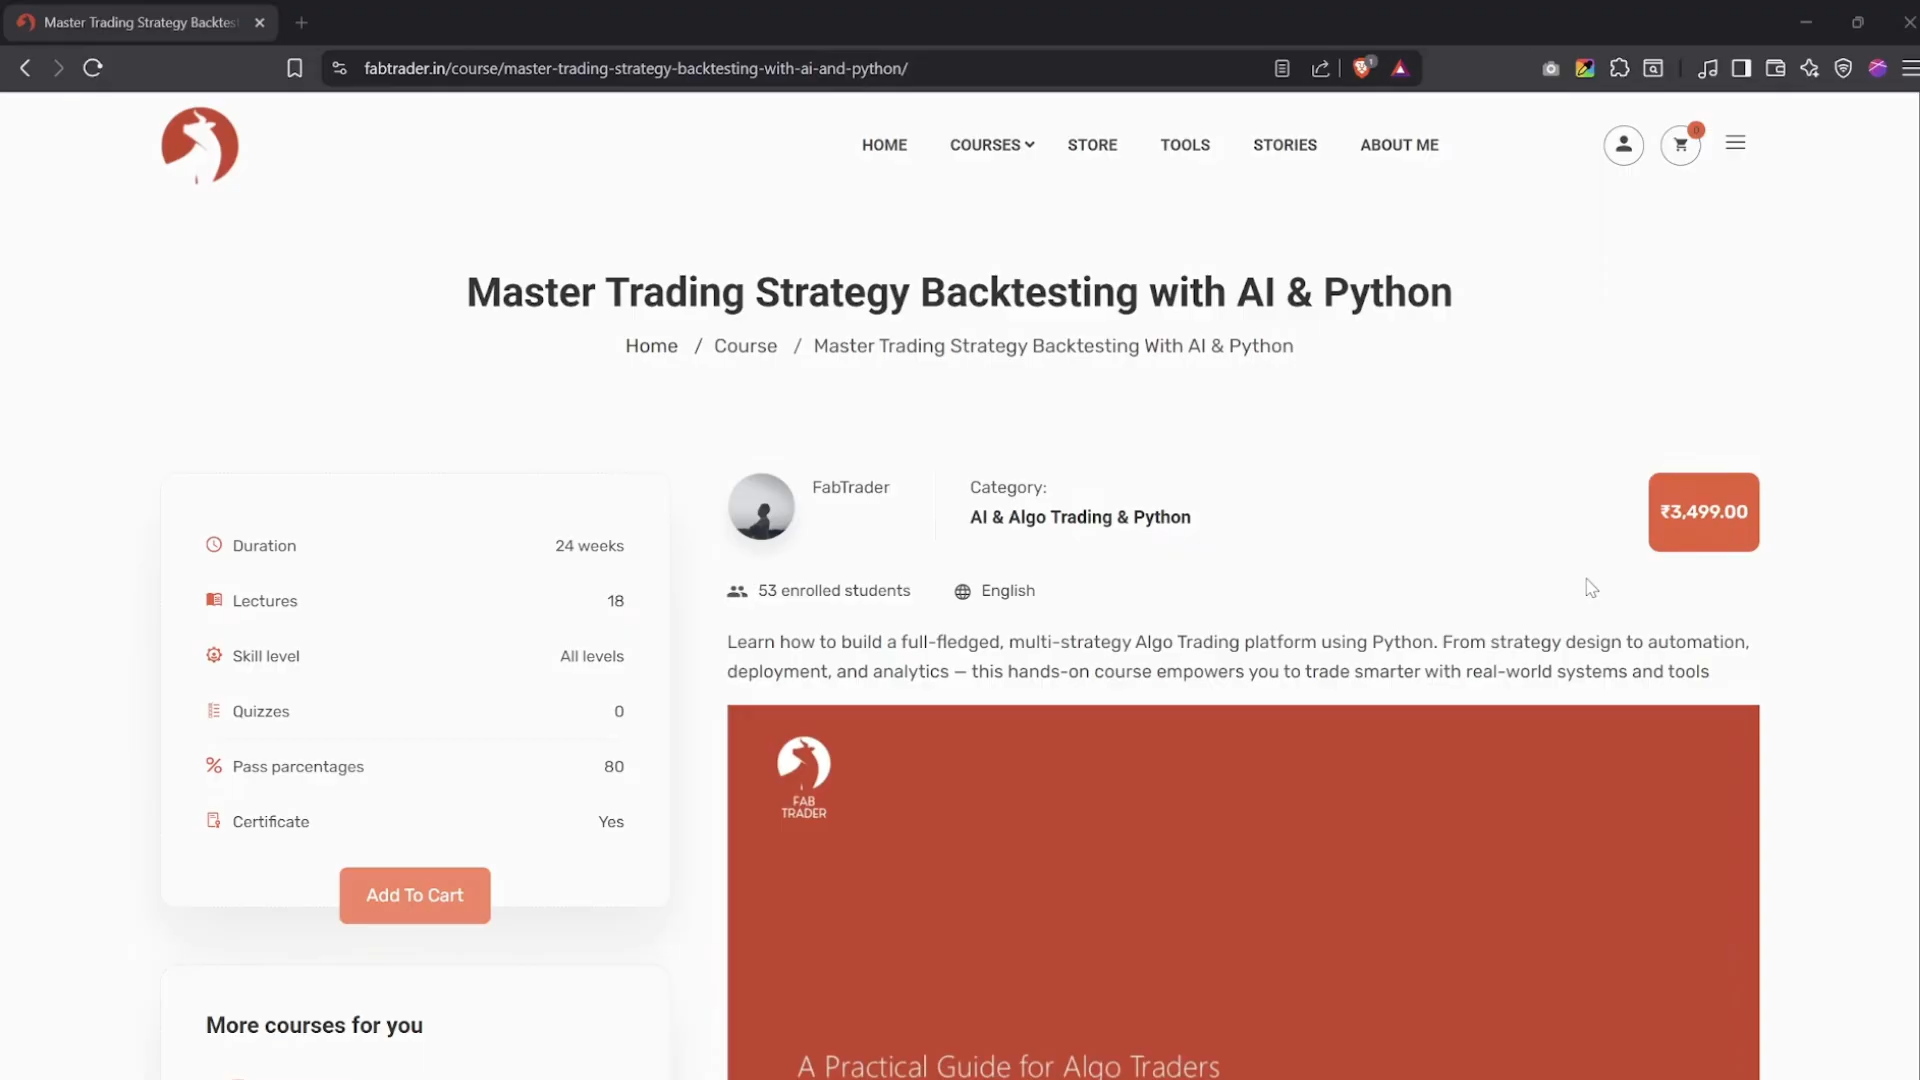 Master Trading Strategy Backtes
fabtrader.in/course/master-trading-strategy-backtesting-with-ai-and-python/
1
HOME
COURSES
STORE
TOOLS
STORIES
ABOUT ME
0
Master Trading Strategy Backtesting with AI & Python
Home / Course / Master Trading Strategy Backtesting With AI & Python
Duration 24 weeks
Lectures 18
Skill level All levels
Quizzes 0
Pass parcentages 80
Certificate Yes
Add To Cart
More courses for you
FabTrader
Category:
AI & Algo Trading & Python
₹3,499.00
53 enrolled students
English
Learn how to build a full-fledged, multi-strategy Algo Trading platform using Python. From strategy design to automation,
deployment, and analytics — this hands-on course empowers you to trade smarter with real-world systems and tools
FAB
TRADER
A Practical Guide for Algo Traders